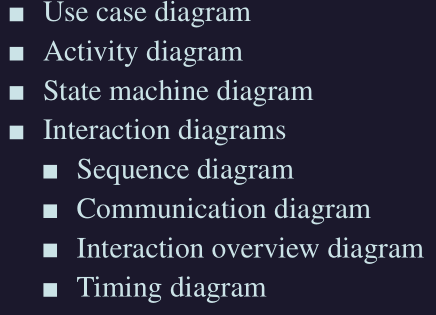 Use case diagram
Activity diagram
State machine diagram
Interaction diagrams
Sequence diagram
Communication diagram
Interaction overview diagram
Timing diagram